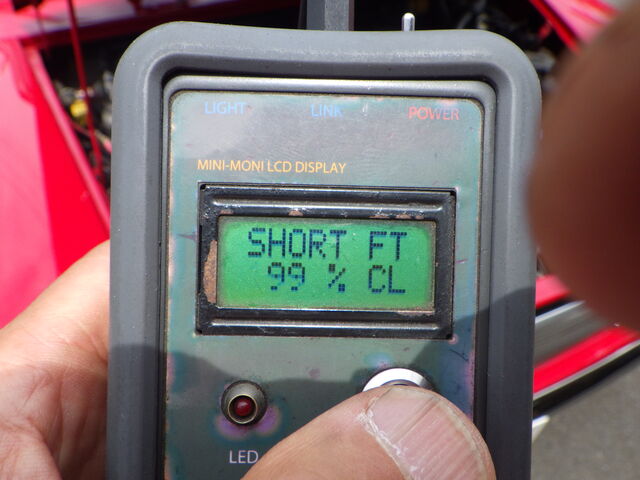 LIGHT LINK POWER
MINI-MONI LCD DISPLAY
SHORT FT
99 % CL
LED